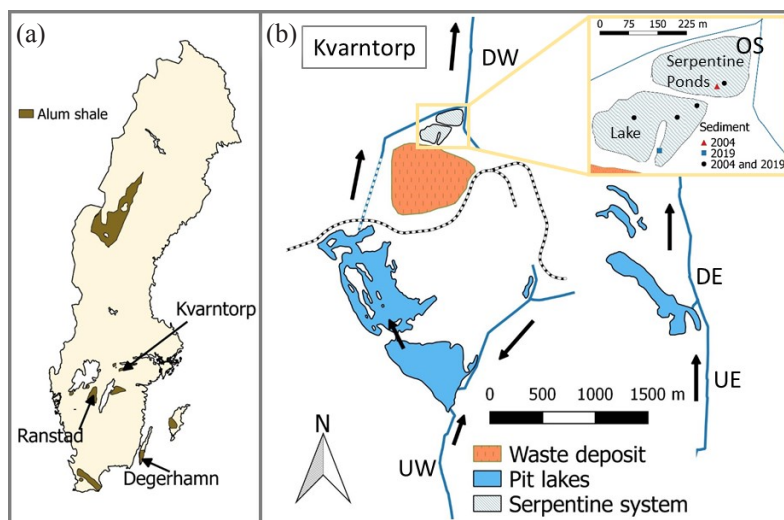 (a)
Alum shale
Kvarntorp
Ranstad
Degerhamn
(b)
Kvarntorp
DW
0 75 150 225 m
OS
Serpentine
Ponds
Lake
Sediment
2004
2019
2004 and 2019
DE
UE
0 500 1000 1500 m
N
UW
Waste deposit
Pit lakes
Serpentine system